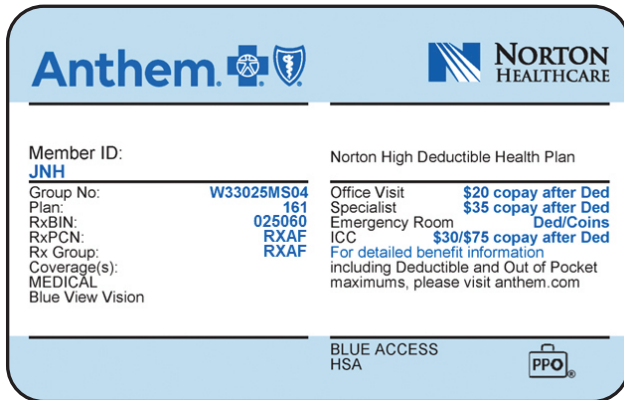 Anthem.
NORTON
HEALTHCARE
Member ID:
JNH
Group No: W33025MS04
Plan: 161
RxBIN: 025060
RxPCN: RXAF
Rx Group: RXAF
Coverage(s):
MEDICAL
Blue View Vision
Norton High Deductible Health Plan
Office Visit $20 copay after Ded
Specialist $35 copay after Ded
Emergency Room Ded/Coins
ICC $30/$75 copay after Ded
For detailed benefit information
including Deductible and Out of Pocket
maximums, please visit anthem.com
BLUE ACCESS
HSA
PPO®